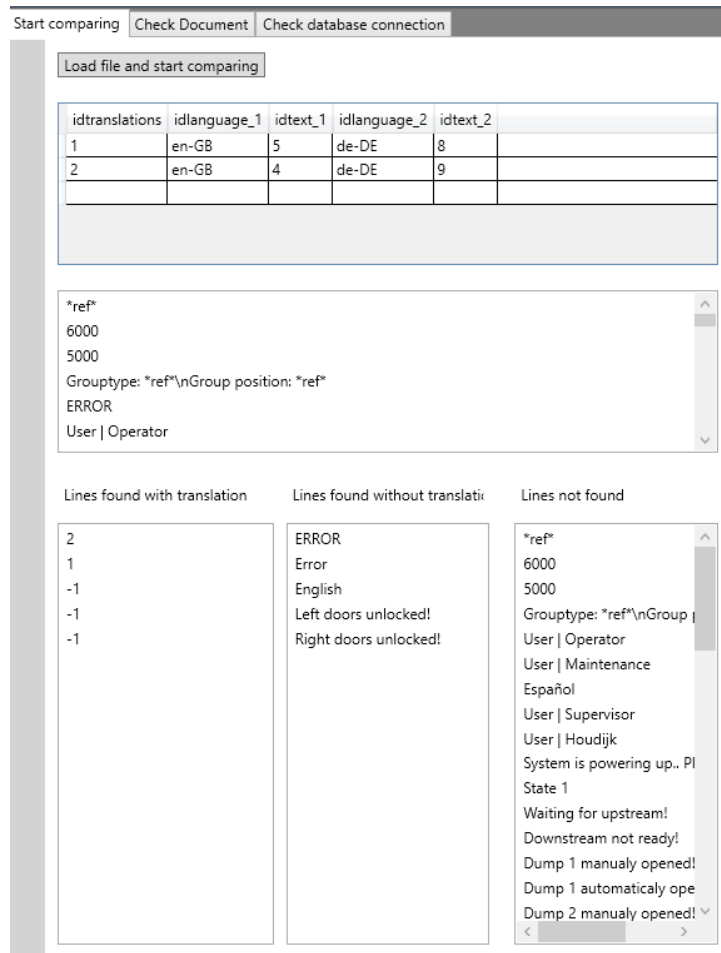 Start comparing Check Document Check database connection
Load file and start comparing
idtranslations idlanguage_1 idtext_1 idlanguage_2 idtext_2
1 en-GB 5 de-DE 8
2 en-GB 4 de-DE 9
*ref*
6000
5000
Grouptype: *ref*\nGroup position: *ref*
ERROR
User | Operator
Lines found with translation
2
1
-1
-1
-1
Lines found without translatic
ERROR
Error
English
Left doors unlocked!
Right doors unlocked!
Lines not found
*ref*
6000
5000
Grouptype: *ref*\nGroup
User | Operator
User | Maintenance
Español
User | Supervisor
User | Houdijk
System is powering up.. Pl
State 1
Waiting for upstream!
Downstream not ready!
Dump 1 manualy opened!
Dump 1 automaticaly ope
Dump 2 manualy opened!